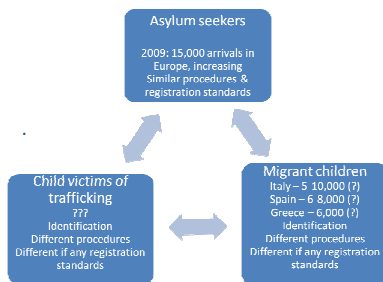 Asylum seekers
2009: 15,000 arrivals in
Europe, increasing
Similar procedures &
registration standards
Child victims of
trafficking
???
Identification
Different procedures
Different if any registration
standards
Migrant children
Italy – 5 10,000 (?)
Spain – 6 8,000 (?)
Greece – 6,000 (?)
Identification
Different procedures
Different if any registration
standards